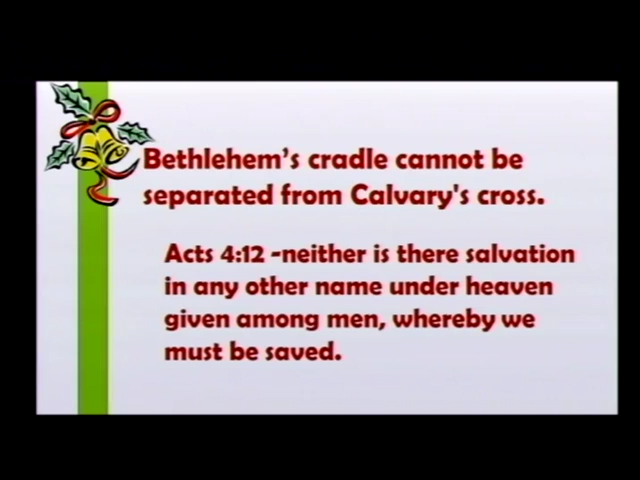 Bethlehem’s cradle cannot be
separated from Calvary's cross.
Acts 4:12 -neither is there salvation
in any other name under heaven
given among men, whereby we
must be saved.